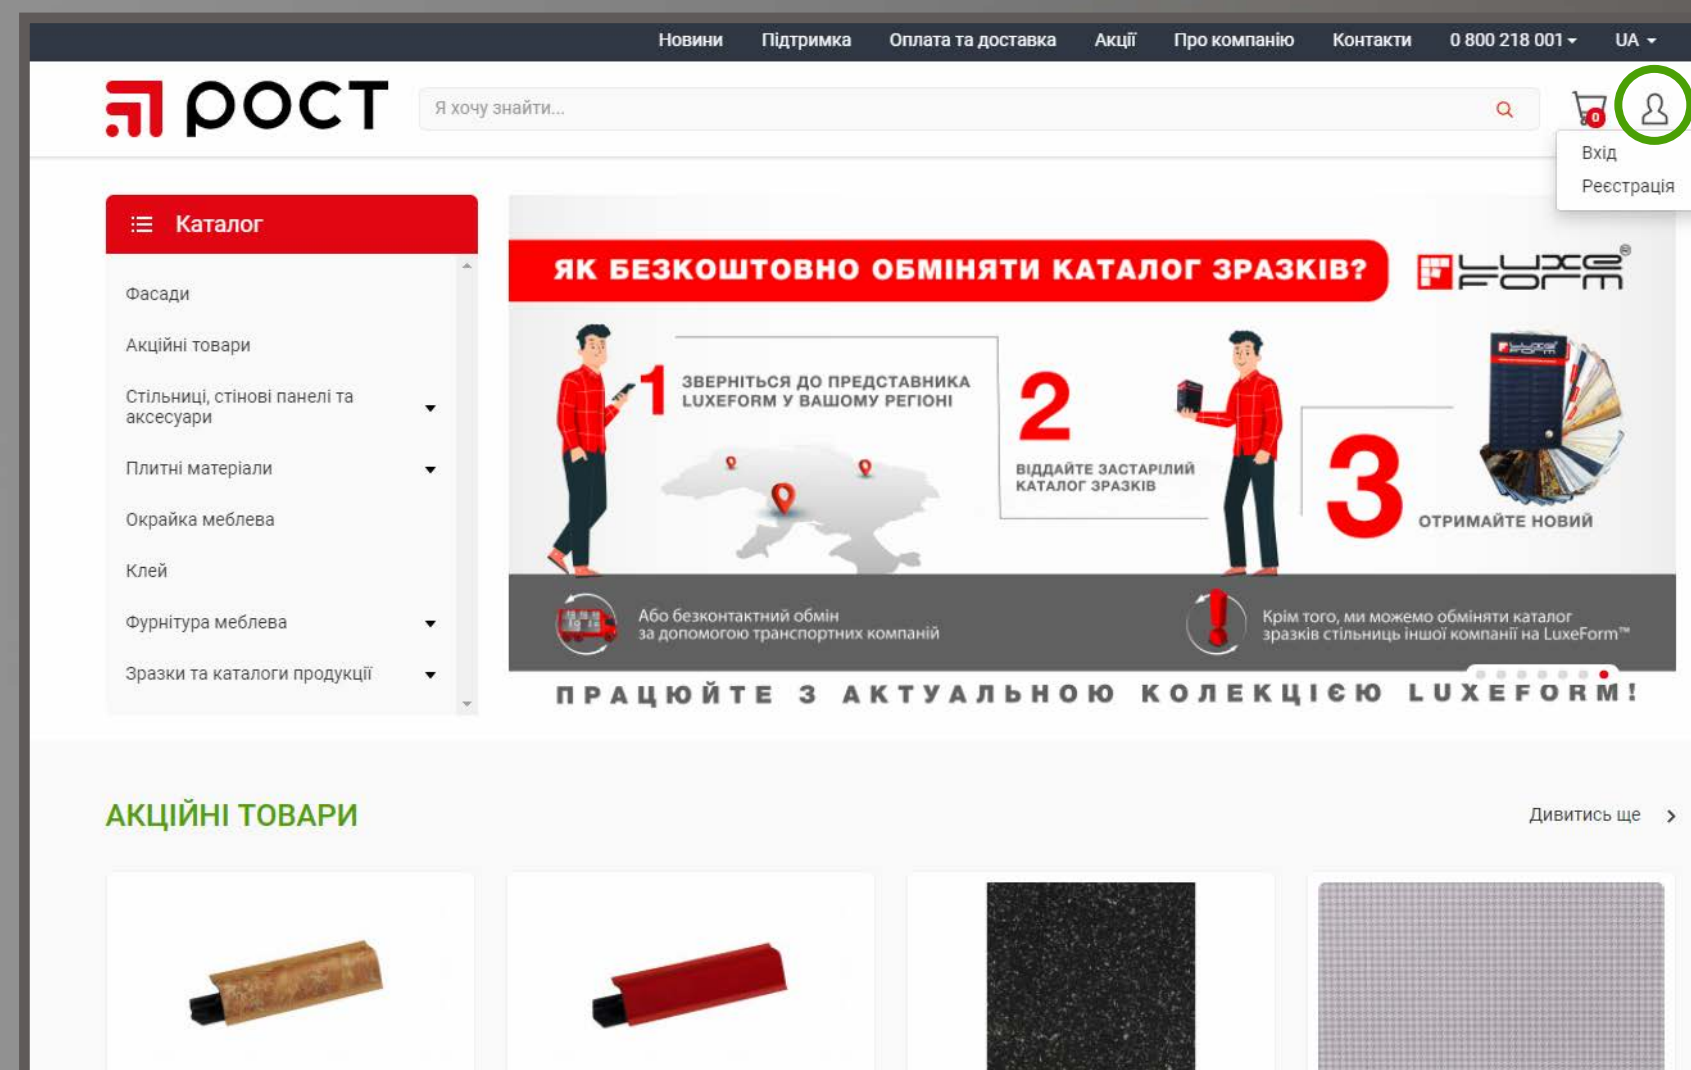 Новини Підтримка Оплата та доставка Акції Про компанію Контакти 0 800 218 001 UA
рост
Я хочу знайти...
0
Вхід
Реєстрація
Каталог
Фасади
Акційні товари
Стільниці, стінові панелі та
аксесуари
Плитні матеріали
Окрайка меблева
Клей
Фурнітура меблева
Зразки та каталоги продукції
ЯК БЕЗКОШТОВНО ОБМІНЯТИ КАТАЛОГ ЗРАЗКІВ?
LUXE®
FORM
1
ЗВЕРНІТЬСЯ ДО ПРЕДСТАВНИКА
LUXEFORM У ВАШОМУ РЕГІОНІ
2
ВІДДАЙТЕ ЗАСТАРІЛИЙ
КАТАЛОГ ЗРАЗКІВ
3
ОТРИМАЙТЕ НОВИЙ
Або безконтактний обмін
за допомогою транспортних компаній
Крім того, ми можемо обміняти каталог
зразків стільниць іншої компанії на LuxeForm™
ПРАЦЮЙТЕ З АКТУАЛЬНОЮ КОЛЕКЦІЄЮ LUXEFORM!
АКЦІЙНІ ТОВАРИ
Дивитись ще